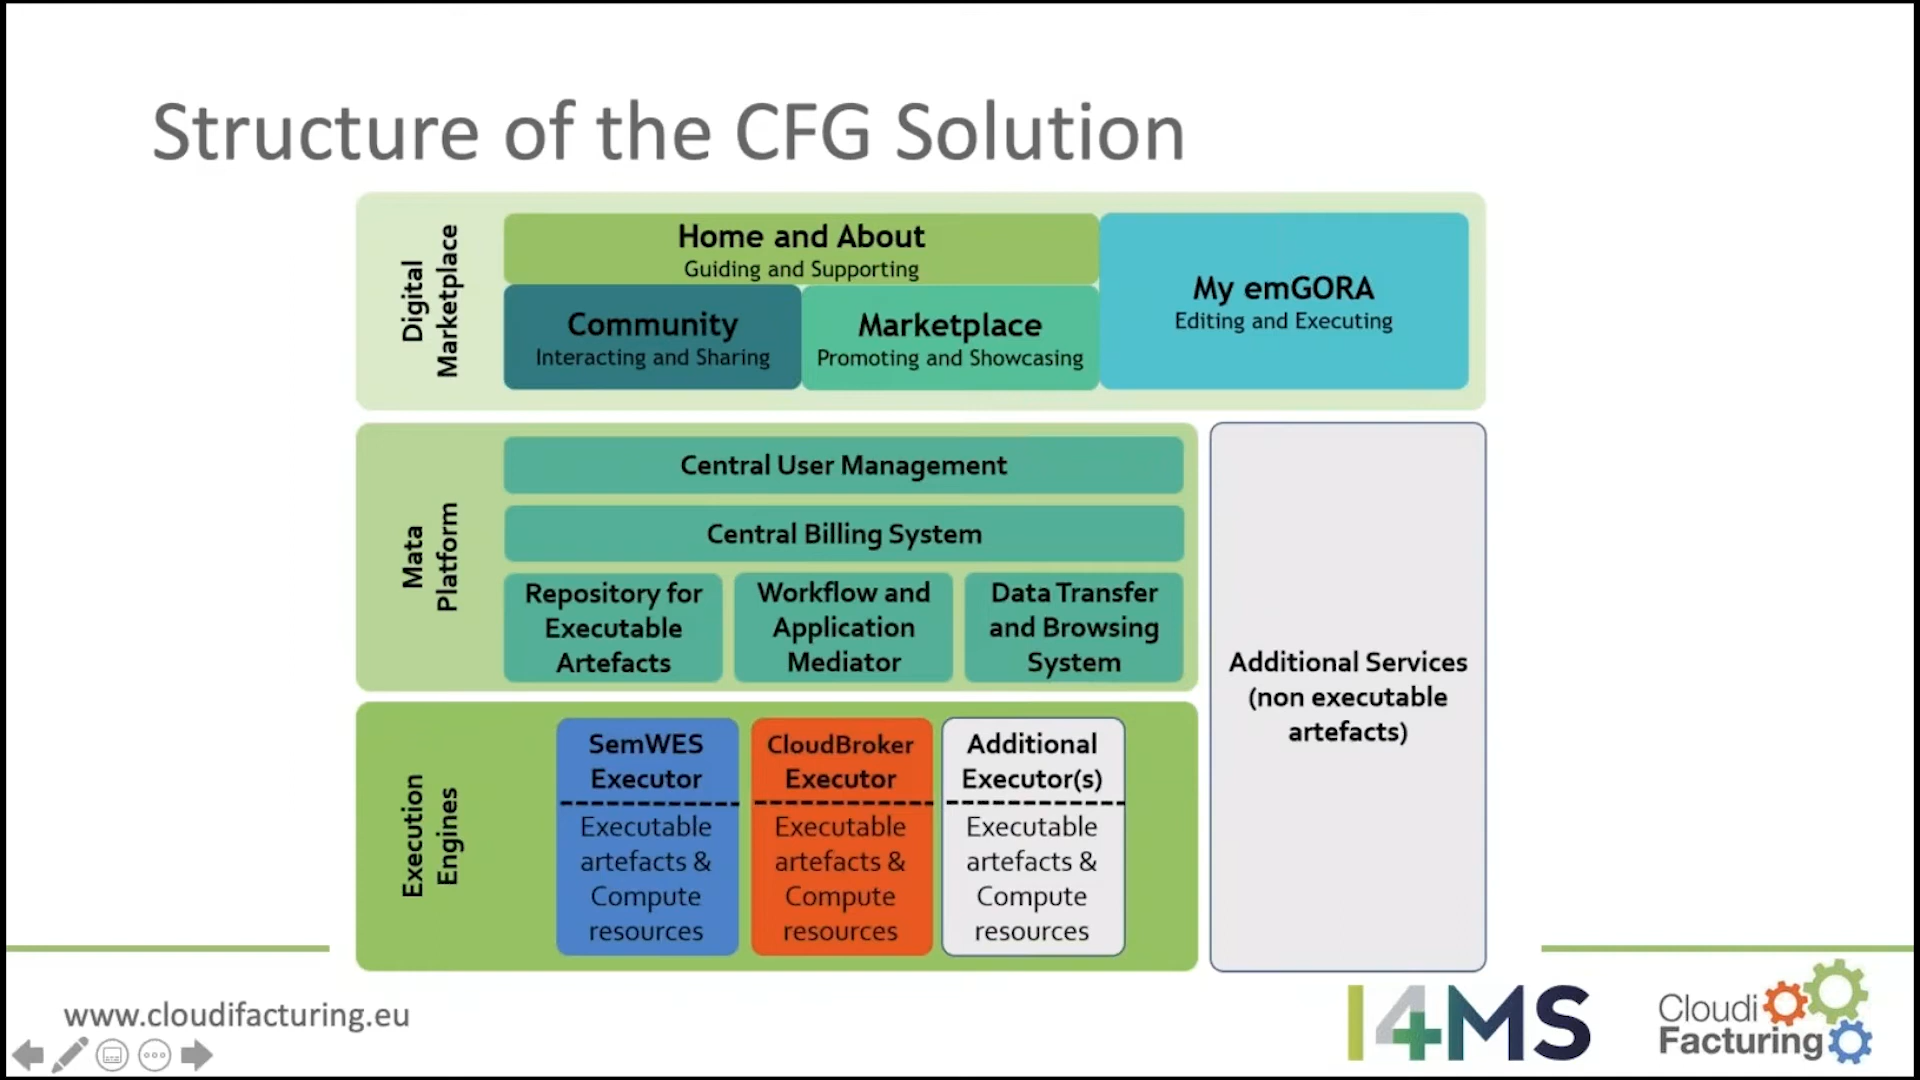 Structure of the CFG Solution
Digital
Marketplace
Home and About
Guiding and Supporting
Community
Interacting and Sharing
Marketplace
Promoting and Showcasing
My emGORA
Editing and Executing
Mata
Platform
Central User Management
Central Billing System
Repository for
Executable
Artefacts
Workflow and
Application
Mediator
Data Transfer
and Browsing
System
Additional Services
(non executable
artefacts)
Execution
Engines
SemWES
Executor
Executable
artefacts &
Compute
resources
CloudBroker
Executor
Executable
artefacts &
Compute
resources
Additional
Executor(s)
Executable
artefacts &
Compute
resources
www.cloudifacturing.eu
I4MS
Cloudi
Facturing